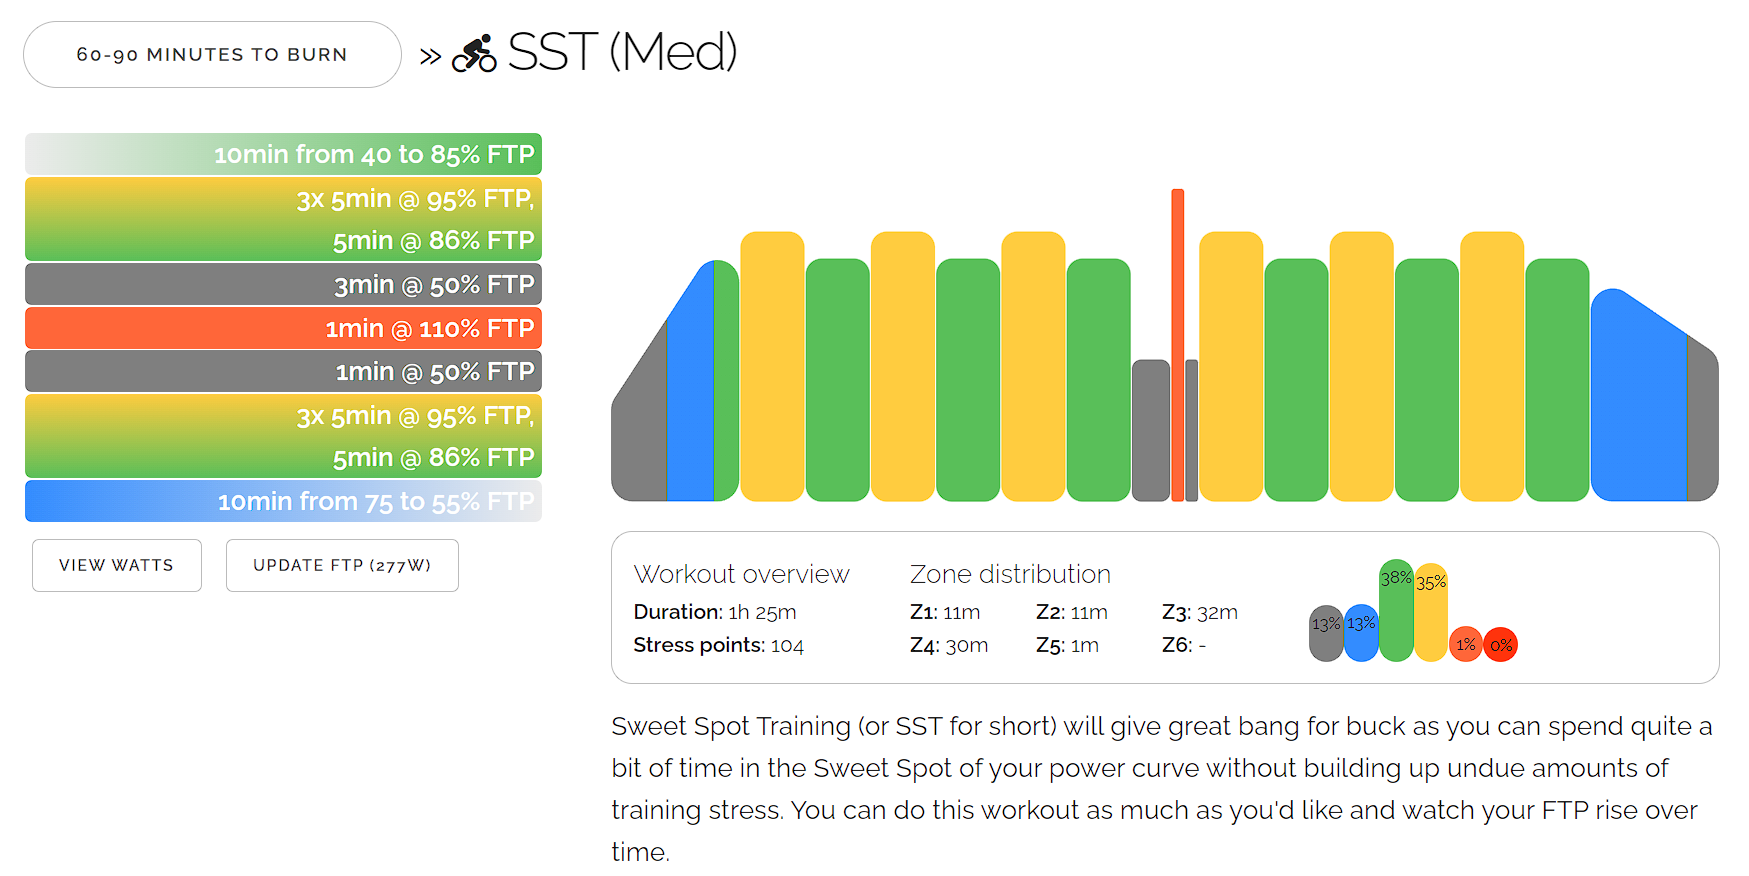 60-90 MINUTES TO BURN
» SST (Med)
10min from 40 to 85% FTP
3x 5min @ 95% FTP,
5min @ 86% FTP
3min @ 50% FTP
1min @ 110% FTP
1min @ 50% FTP
3x 5min @ 95% FTP,
5min @ 86% FTP
10min from 75 to 55% FTP
VIEW WATTS
UPDATE FTP (277W)
Workout overview
Duration: 1h 25m
Stress points: 104
Zone distribution
Z1: 11m Z2: 11m Z3: 32m
Z4: 30m Z5: 1m Z6: -
13% 13% 38% 35% 1% 0%
Sweet Spot Training (or SST for short) will give great bang for buck as you can spend quite a
bit of time in the Sweet Spot of your power curve without building up undue amounts of
training stress. You can do this workout as much as you'd like and watch your FTP rise over
time.